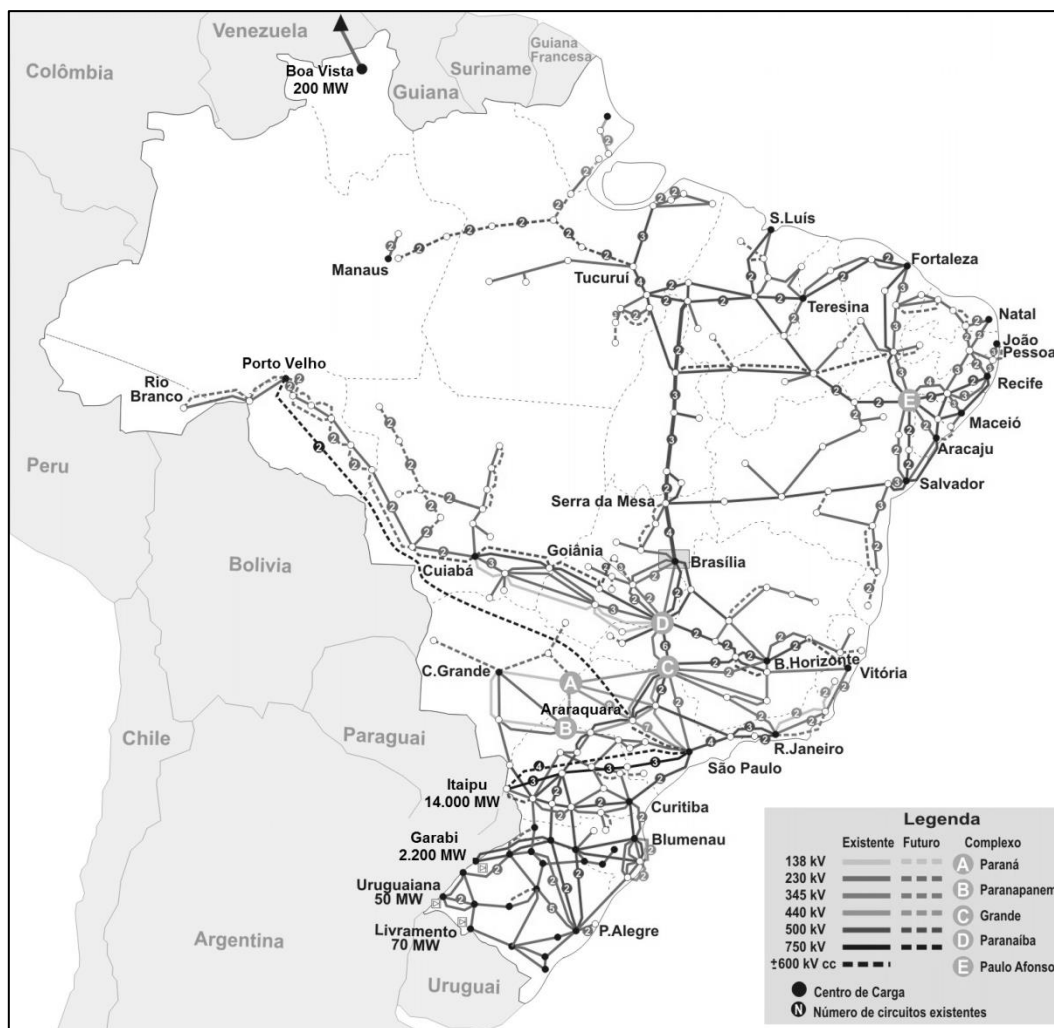 Venezuela
Guiana
Francesa
Colômbia
Boa Vista
200 MW
Suriname
Guiana
S.Luís
Manaus
Tucuruí
Fortaleza
Teresina
Natal
João
Pessoa
Porto Velho
Rio
Branco
Recife
E
Maceió
Aracaju
Peru
Salvador
Serra da Mesa
Goiânia
Brasília
Cuiabá
Bolivia
D
B.Horizonte
C
Vitória
C.Grande
A
Araraquara
B
R.Janeiro
Chile
Paraguai
São Paulo
Itaipu
14.000 MW
Curitiba
Garabi
2.200 MW
Blumenau
Uruguaiana
50 MW
Livramento
70 MW
P.Alegre
Argentina
Uruguai
Legenda
Existente Futuro Complexo
138 kV A Paraná
230 kV
345 kV B Paranapanem
440 kV C Grande
500 kV D Paranaíba
750 kV
±600 kV cc E Paulo Afonso
Centro de Carga
N Número de circuitos existentes